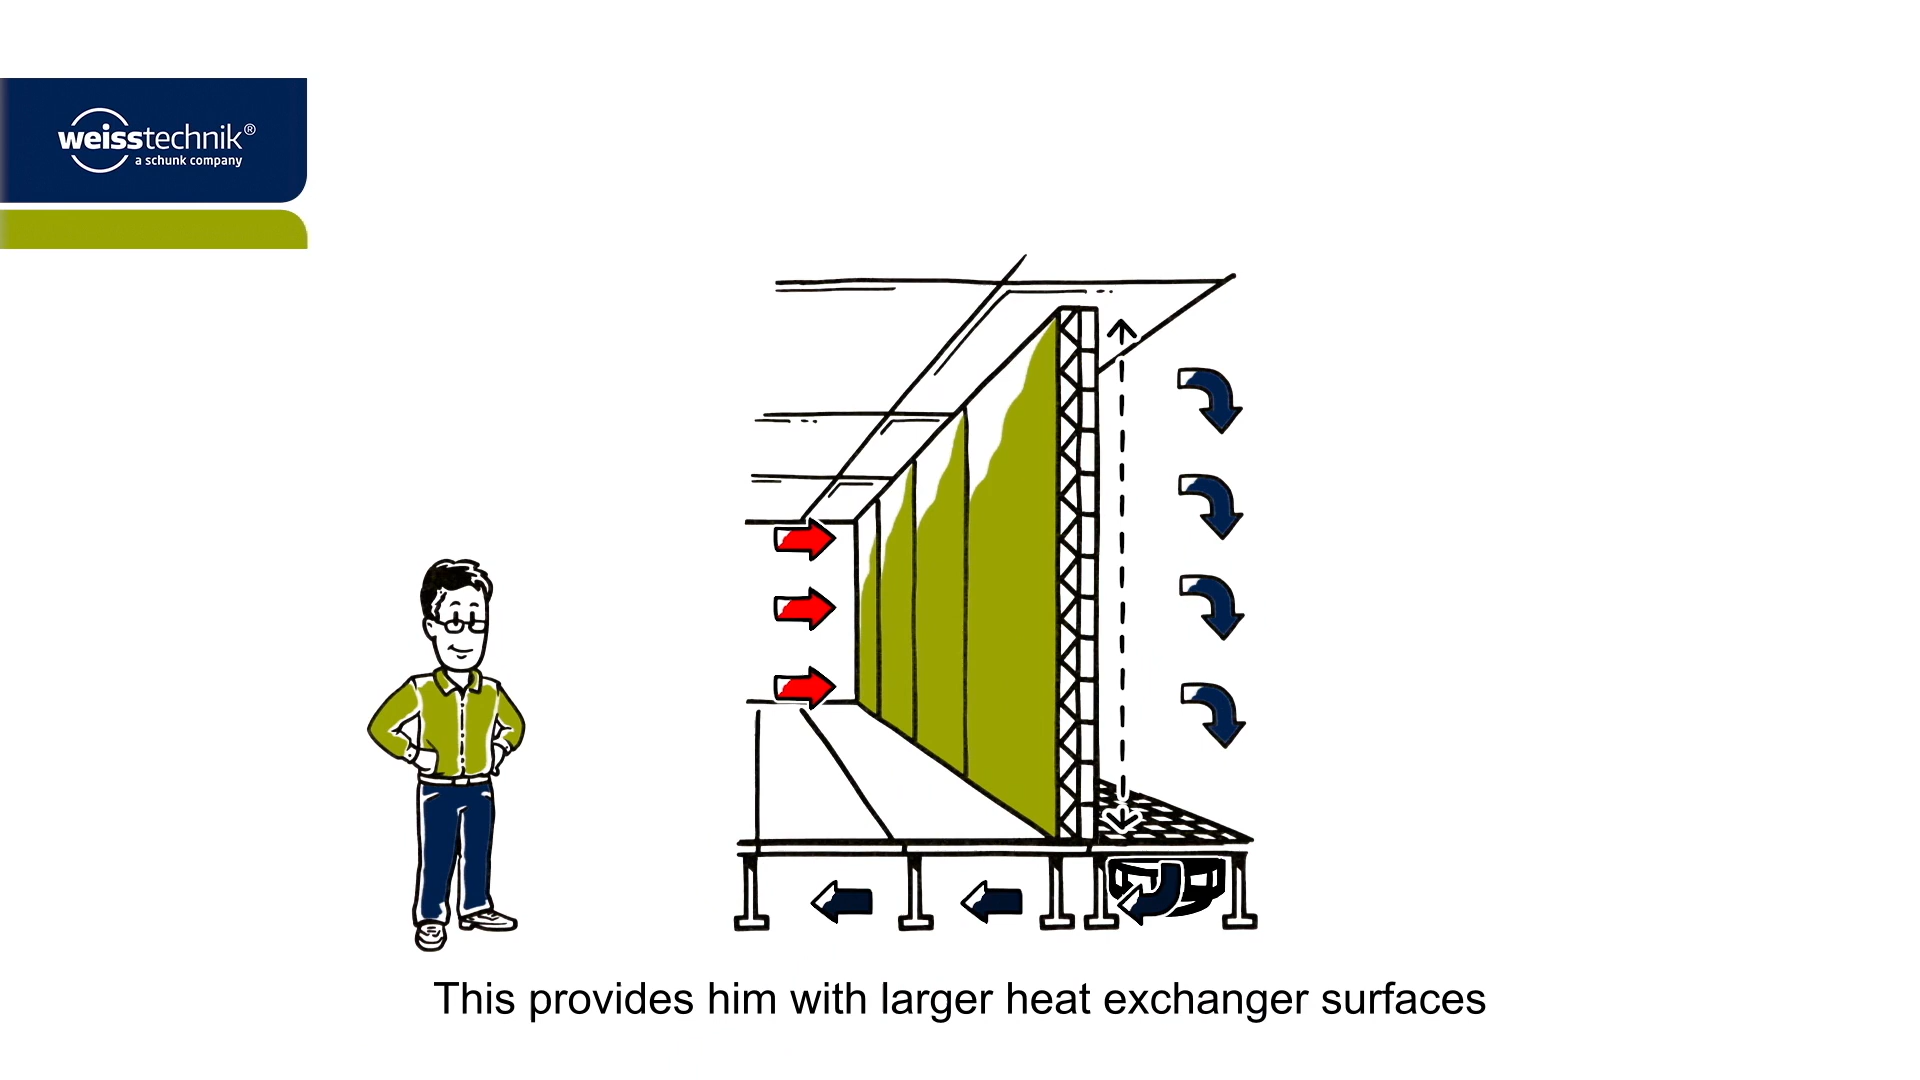 weisstechnik®
a schunk company
This provides him with larger heat exchanger surfaces